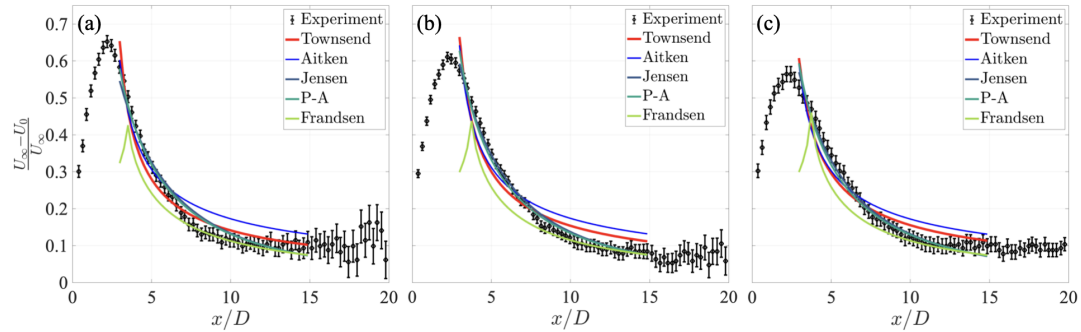 (a)
Experiment
Townsend
Aitken
Jensen
P-A
Frandsen
0.7
0.6
0.5
0.4
0.3
0.2
0.1
0
U∞−U0
U∞
0 5 10 15 20
x/D
(b)
Experiment
Townsend
Aitken
Jensen
P-A
Frandsen
0 5 10 15 20
x/D
(c)
Experiment
Townsend
Aitken
Jensen
P-A
Frandsen
0 5 10 15 20
x/D